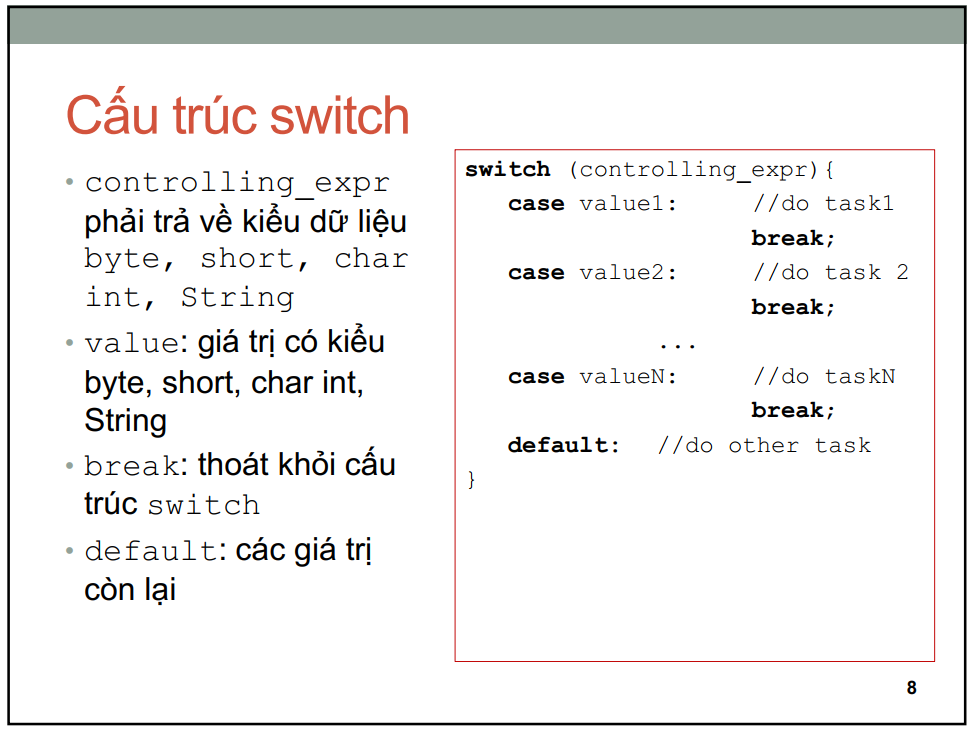 Cấu trúc switch
• controlling_expr
phải trả về kiểu dữ liệu
byte, short, char
int, String
• value: giá trị có kiểu
byte, short, char int,
String
• break: thoát khỏi cấu
trúc switch
• default: các giá trị
còn lại
switch (controlling_expr){
case value1: //do task1
break;
case value2: //do task 2
break;
...
case valueN: //do taskN
break;
default: //do other task
}
8